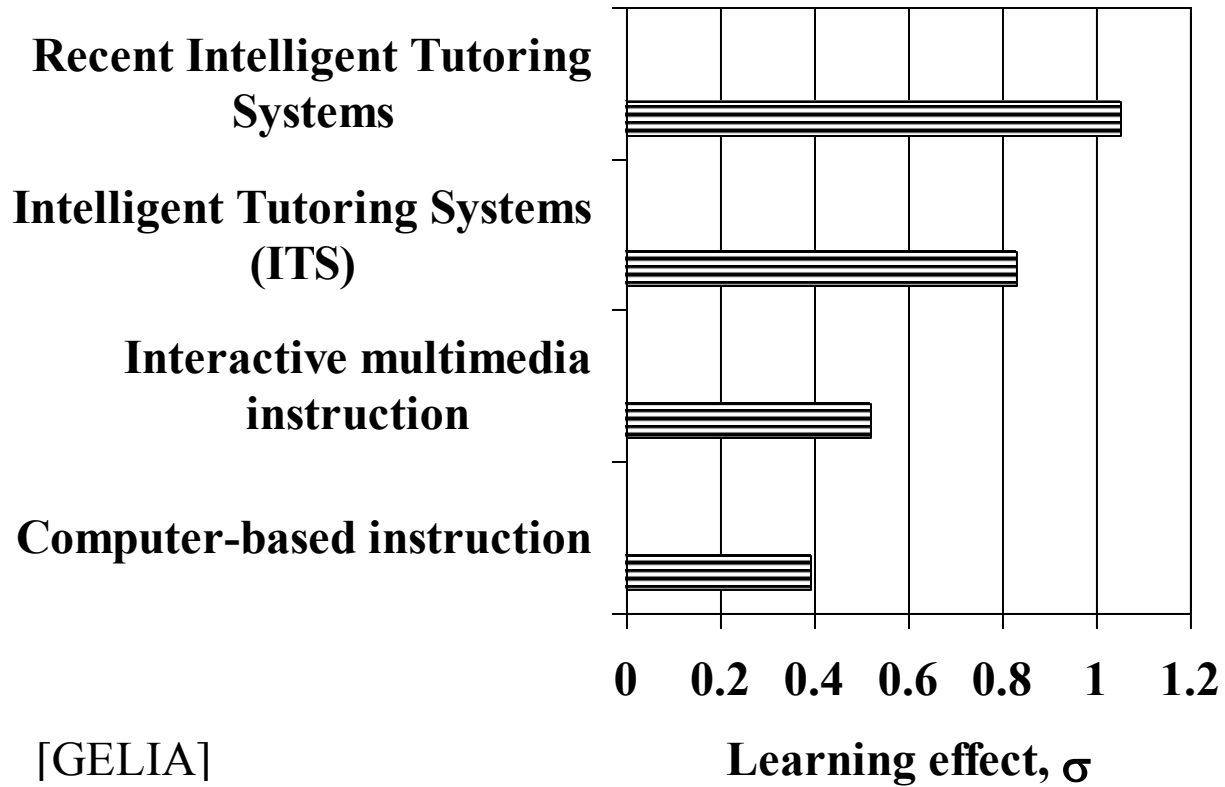 Recent Intelligent Tutoring
Systems
Intelligent Tutoring Systems
(ITS)
Interactive multimedia
instruction
Computer-based instruction
0 0.2 0.4 0.6 0.8 1 1.2
[GELIA]
Learning effect, σ